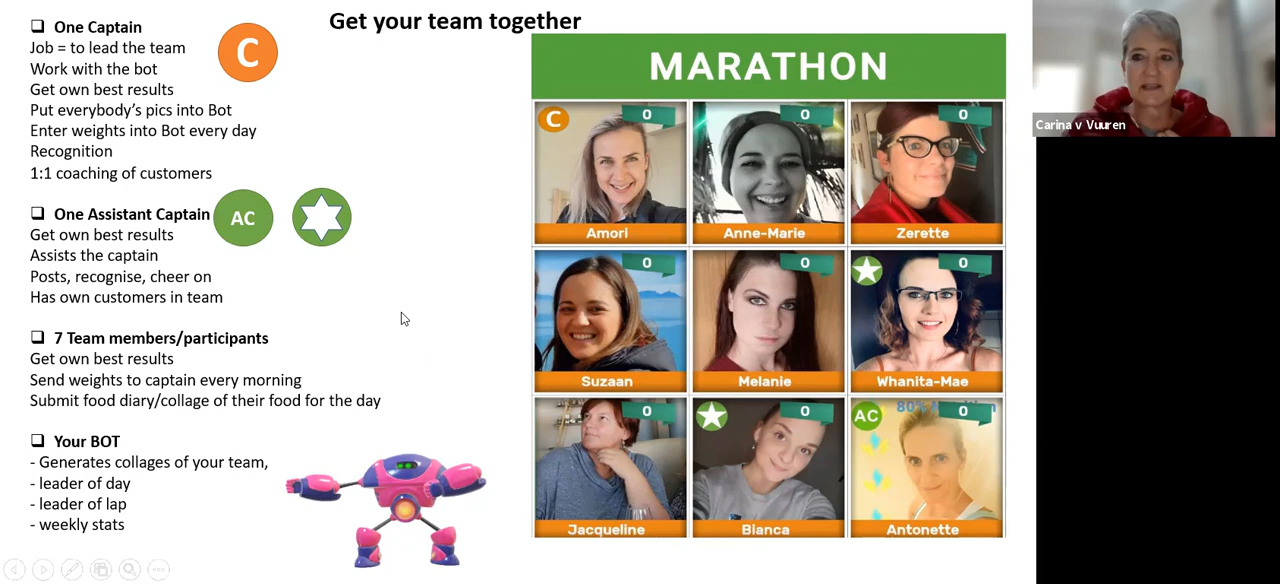 Get your team together
❑ One Captain
Job = to lead the team
Work with the bot
Get own best results
Put everybody’s pics into Bot
Enter weights into Bot every day
Recognition
1:1 coaching of customers
C
❑ One Assistant Captain
Get own best results
Assists the captain
Posts, recognise, cheer on
Has own customers in team
AC
❑ 7 Team members/participants
Get own best results
Send weights to captain every morning
Submit food diary/collage of their food for the day
❑ Your BOT
- Generates collages of your team,
- leader of day
- leader of lap
- weekly stats
MARATHON
C 0 0 0
Amori Anne-Marie Zerette
0 0 0
Suzaan Melanie Whanita-Mae
0 0 AC 80% 0
Jacqueline Bianca Antonette
Carina v Vuuren